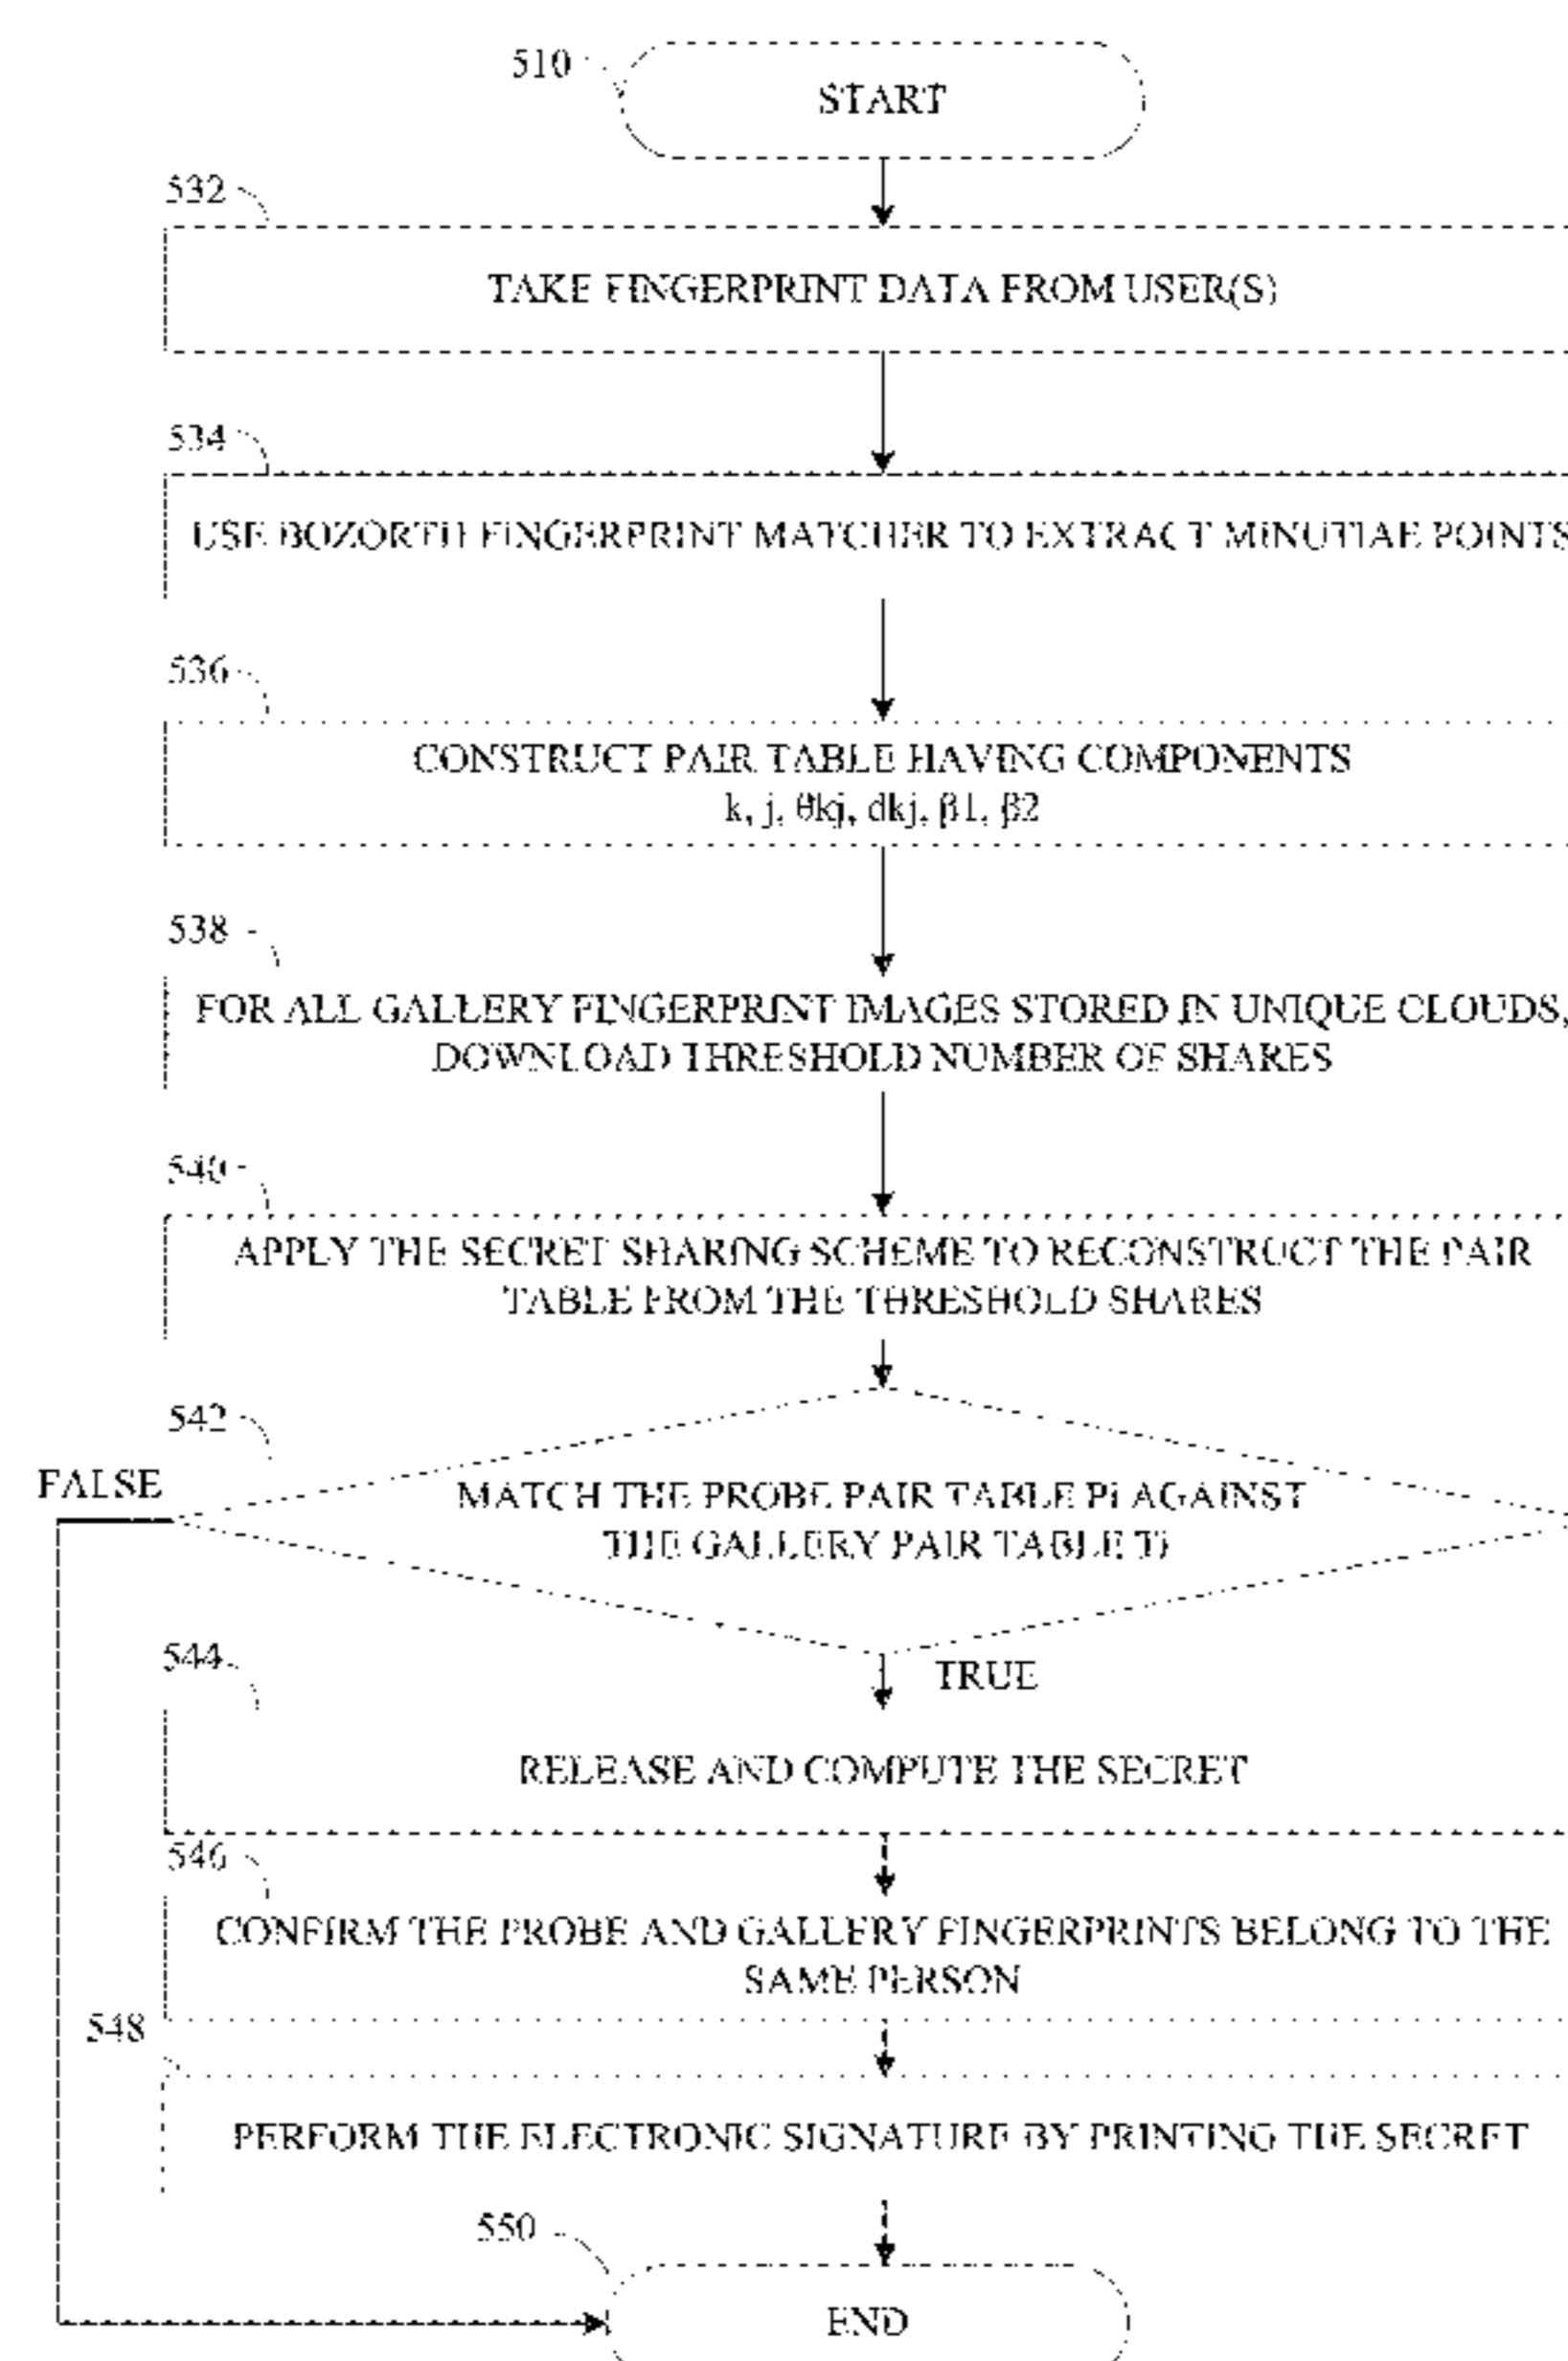 510
START
532
TAKE FINGERPRINT DATA FROM USER(S)
534
USE BOZORTH FINGERPRINT MATCHER TO EXTRACT MINUTIAE POINTS
536
CONSTRUCT PAIR TABLE HAVING COMPONENTS
k, j, θkj, dkj, β1, β2
538
FOR ALL GALLERY FINGERPRINT IMAGES STORED IN UNIQUE CLOUDS,
DOWNLOAD THRESHOLD NUMBER OF SHARES
540
APPLY THE SECRET SHARING SCHEME TO RECONSTRUCT THE PAIR
TABLE FROM THE THRESHOLD SHARES
542
FALSE
MATCH THE PROBE PAIR TABLE Pi AGAINST
THE GALLERY PAIR TABLE Ti
TRUE
544
RELEASE AND COMPUTE THE SECRET
546
CONFIRM THE PROBE AND GALLERY FINGERPRINTS BELONG TO THE
SAME PERSON
548
PERFORM THE ELECTRONIC SIGNATURE BY PRINTING THE SECRET
550
END